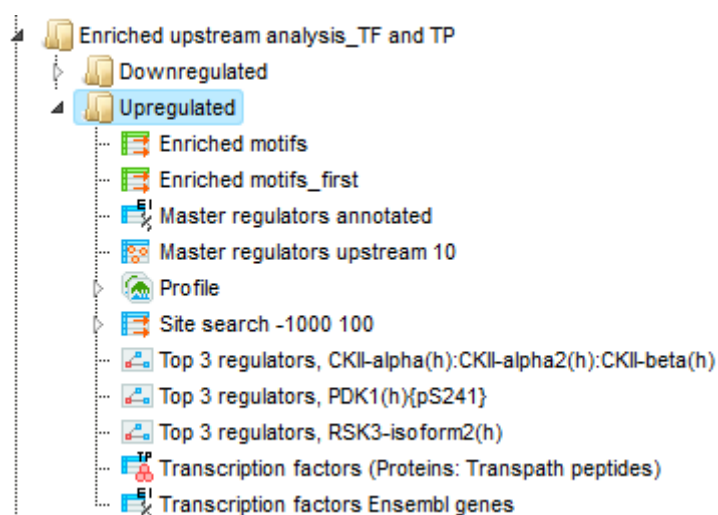 Enriched upstream analysis_TF and TP
Downregulated
Upregulated
Enriched motifs
Enriched motifs_first
Master regulators annotated
Master regulators upstream 10
Profile
Site search -1000 100
Top 3 regulators, CKII-alpha(h):CKII-alpha2(h):CKII-beta(h)
Top 3 regulators, PDK1(h){pS241}
Top 3 regulators, RSK3-isoform2(h)
Transcription factors (Proteins: Transpath peptides)
Transcription factors Ensembl genes